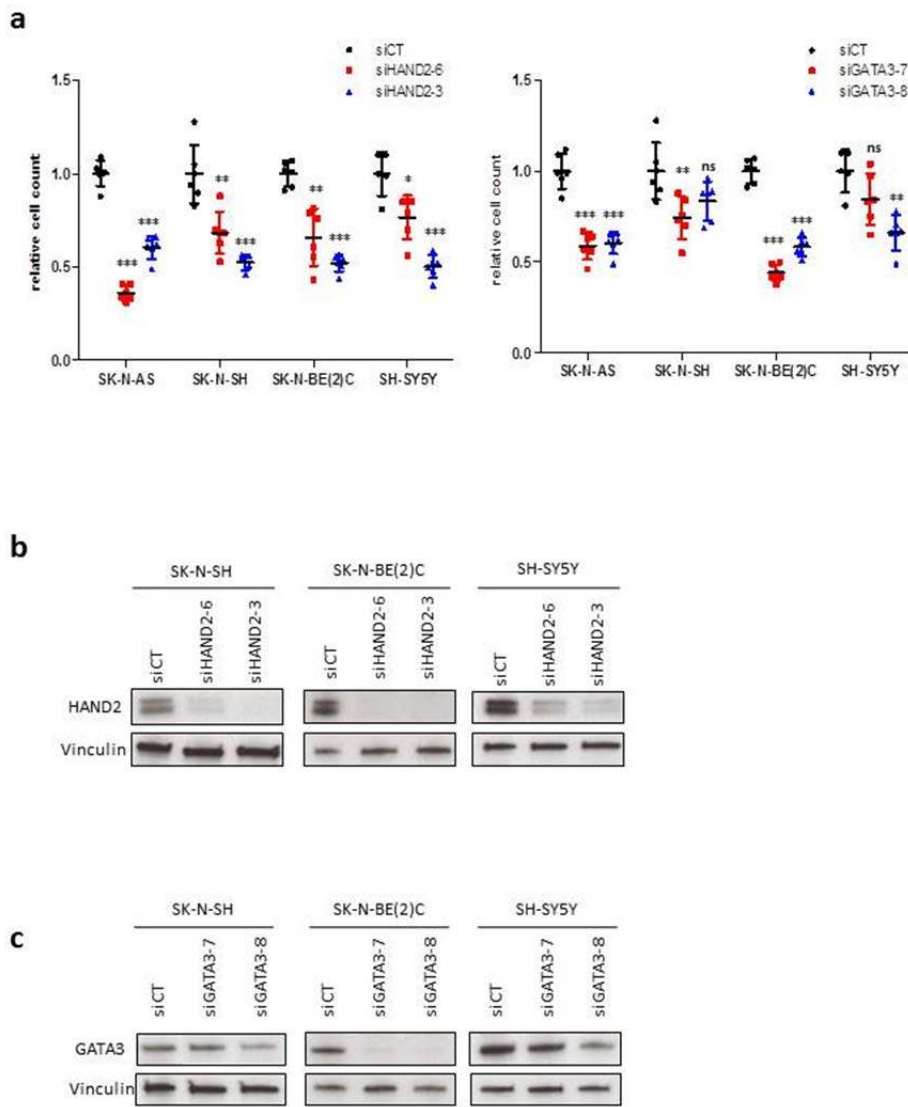 a
siCT
siHAND2-6
siHAND2-3
relative cell count
1.5
1.0
0.5
0.0
*** ***
** ***
** ***
* ***
SK-N-AS SK-N-SH SK-N-BE(2)C SH-SY5Y
siCT
siGATA3-7
siGATA3-8
relative cell count
1.5
1.0
0.5
0.0
*** ***
** ns
*** ***
ns **
SK-N-AS SK-N-SH SK-N-BE(2)C SH-SY5Y
b
SK-N-SH SK-N-BE(2)C SH-SY5Y
siCT siHAND2-6 siHAND2-3 siCT siHAND2-6 siHAND2-3 siCT siHAND2-6 siHAND2-3
HAND2
Vinculin
c
SK-N-SH SK-N-BE(2)C SH-SY5Y
siCT siGATA3-7 siGATA3-8 siCT siGATA3-7 siGATA3-8 siCT siGATA3-7 siGATA3-8
GATA3
Vinculin